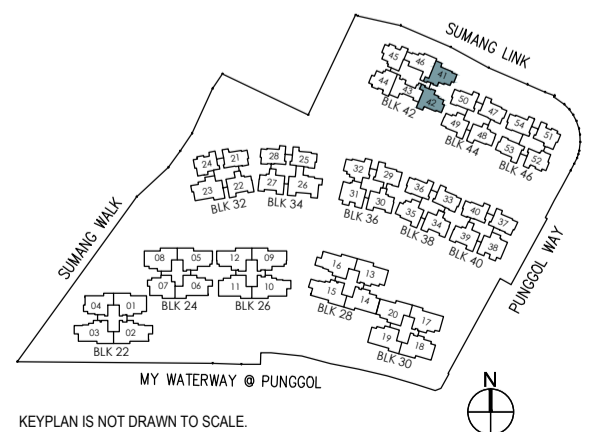 SUMANG LINK
45 46 41
44 43 42
BLK 42
50 47 54 51
49 48 53 52
BLK 44
BLK 46
24 21 28 25
23 22 27 26
BLK 32
BLK 34
32 29 36 33 40 37
31 30 35 34 39 38
BLK 36
BLK 38
BLK 40
SUMANG WALK
PUNGGOL WAY
08 05 12 09
07 06 11 10
BLK 24
BLK 26
16 13
15 14
BLK 28
20 17
19 18
BLK 30
04 01
03 02
BLK 22
MY WATERWAY @ PUNGGOL
N
KEYPLAN IS NOT DRAWN TO SCALE.